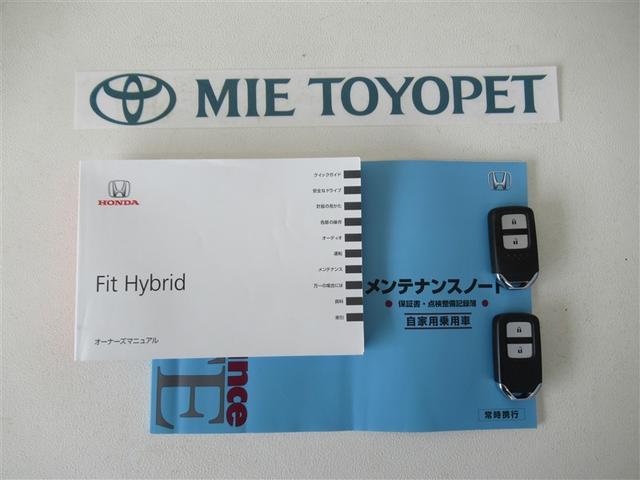 MIE TOYOPET
HONDA
Fit Hybrid
オーナーズマニュアル
クイックガイド
安全なドライブ
計器の見かた
各部の操作
オーディオ
運転
メンテナンス
万一の場合には
資料
索引
メンテナンスノート
保証書・点検整備記録簿
自家用乗用車
常時携行